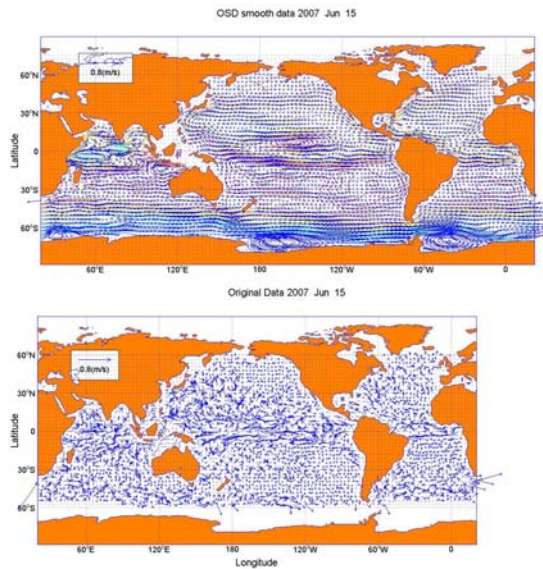 OSD smooth data 2007 Jun 15
0.8(m/s)
60°N
30°N
0
30°S
60°S
Latitude
60°E
120°E
180
120°W
60°W
0
Original Data 2007 Jun 15
0.8(m/s)
60°N
30°N
0
30°S
60°S
Latitude
60°E
120°E
180
120°W
60°W
0
Longitude